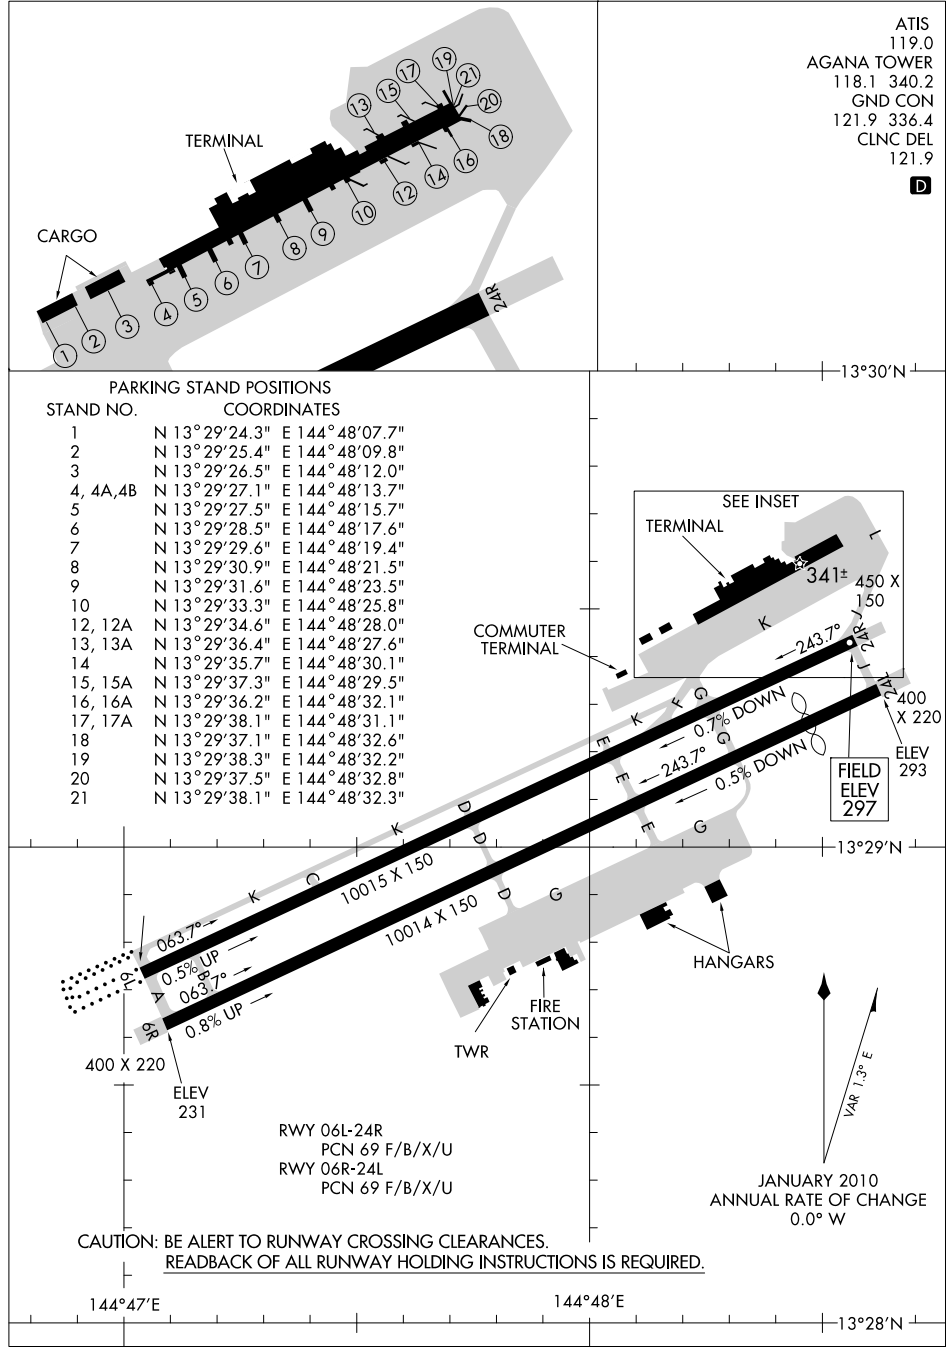 ATIS
119.0
AGANA TOWER
118.1 340.2
GND CON
121.9 336.4
CLNC DEL
121.9
D
TERMINAL
CARGO
1
2
3
4
5
6
7
8
9
10
12
14
16
18
13
15
17
19
21
20
24R
PARKING STAND POSITIONS
STAND NO. COORDINATES
1 N 13°29'24.3" E 144°48'07.7"
2 N 13°29'25.4" E 144°48'09.8"
3 N 13°29'26.5" E 144°48'12.0"
4, 4A,4B N 13°29'27.1" E 144°48'13.7"
5 N 13°29'27.5" E 144°48'15.7"
6 N 13°29'28.5" E 144°48'17.6"
7 N 13°29'29.6" E 144°48'19.4"
8 N 13°29'30.9" E 144°48'21.5"
9 N 13°29'31.6" E 144°48'23.5"
10 N 13°29'33.3" E 144°48'25.8"
12, 12A N 13°29'34.6" E 144°48'28.0"
13, 13A N 13°29'36.4" E 144°48'27.6"
14 N 13°29'35.7" E 144°48'30.1"
15, 15A N 13°29'37.3" E 144°48'29.5"
16, 16A N 13°29'36.2" E 144°48'32.1"
17, 17A N 13°29'38.1" E 144°48'31.1"
18 N 13°29'37.1" E 144°48'32.6"
19 N 13°29'38.3" E 144°48'32.2"
20 N 13°29'37.5" E 144°48'32.8"
21 N 13°29'38.1" E 144°48'32.3"
13°30'N
SEE INSET
TERMINAL
L
341±
450 X
150
K
J
24R
243.7°
COMMUTER
TERMINAL
J
24L
400
X 220
G
F
K
0.7% DOWN
G
E
E
243.7°
0.5% DOWN
ELEV
293
FIELD
ELEV
297
K
D
D
E
G
13°29'N
C
K
10015 X 150
D
G
10014 X 150
063.7°
0.5% UP
B
063.7°
0.8% UP
6L
A
6R
HANGARS
FIRE
STATION
TWR
400 X 220
ELEV
231
VAR 1.3° E
RWY 06L-24R
PCN 69 F/B/X/U
RWY 06R-24L
PCN 69 F/B/X/U
JANUARY 2010
ANNUAL RATE OF CHANGE
0.0° W
CAUTION: BE ALERT TO RUNWAY CROSSING CLEARANCES.
READBACK OF ALL RUNWAY HOLDING INSTRUCTIONS IS REQUIRED.
144°47'E
144°48'E
13°28'N